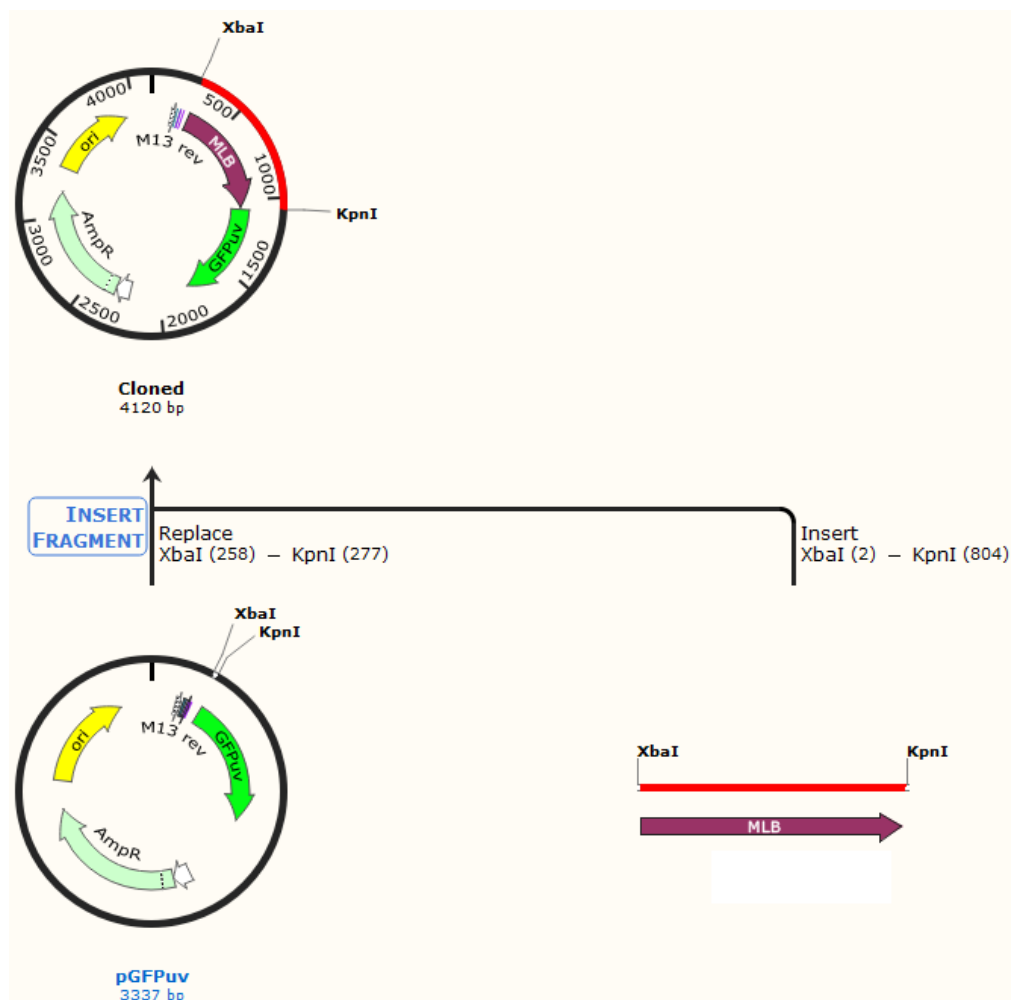 XbaI
4000
500
ori
M13 rev
MLB
3500
1000
KpnI
AmpR
GFPuv
3000
1500
2500
2000
Cloned
4120 bp
INSERT
FRAGMENT
Replace
XbaI (258) – KpnI (277)
Insert
XbaI (2) – KpnI (804)
XbaI
KpnI
ori
M13 rev
GFPuv
AmpR
XbaI
KpnI
MLB
pGFPuv
3337 bp